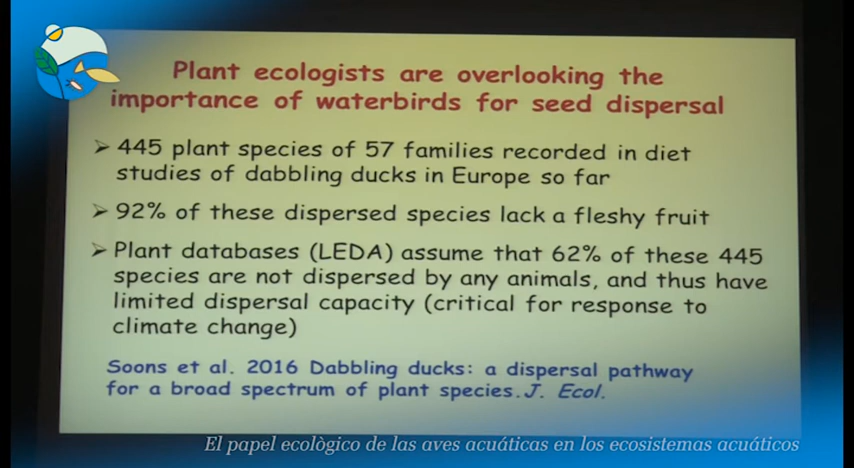 Plant ecologists are overlooking the
importance of waterbirds for seed dispersal
➢ 445 plant species of 57 families recorded in diet
studies of dabbling ducks in Europe so far
➢ 92% of these dispersed species lack a fleshy fruit
➢ Plant databases (LEDA) assume that 62% of these 445
species are not dispersed by any animals, and thus have
limited dispersal capacity (critical for response to
climate change)
Soons et al. 2016 Dabbling ducks: a dispersal pathway
for a broad spectrum of plant species. J. Ecol.
El papel ecològico de las aves acuáticas en los ecosistemas acuáticos